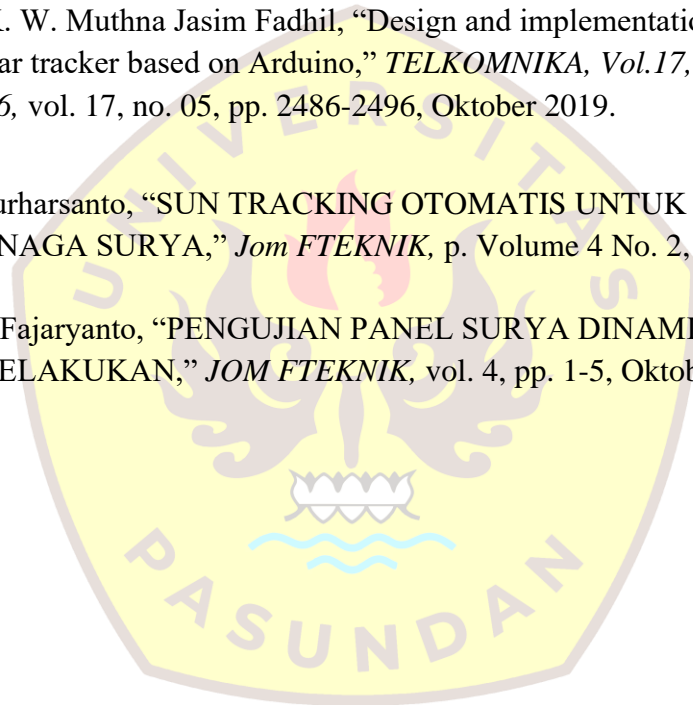 . W. Muthna Jasim Fadhil, “Design and implementatio
ar tracker based on Arduino,” TELKOMNIKA, Vol.17,
6, vol. 17, no. 05, pp. 2486-2496, Oktober 2019.
urharsanto, “SUN TRACKING OTOMATIS UNTUK
NAGA SURYA,” Jom FTEKNIK, p. Volume 4 No. 2,
Fajaryanto, “PENGUJIAN PANEL SURYA DINAMI
ELAKUKAN,” JOM FTEKNIK, vol. 4, pp. 1-5, Oktob
UNIVERSITAS
PASUNDAN